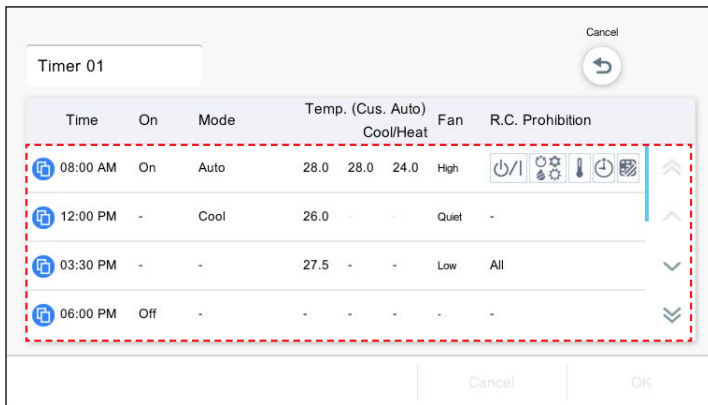 Cancel
Timer 01
Time On Mode Temp. (Cus. Auto) Cool/Heat Fan R.C. Prohibition
08:00 AM On Auto 28.0 28.0 24.0 High
12:00 PM - Cool 26.0 - - Quiet -
03:30 PM - - 27.5 - - Low All
06:00 PM Off - - - - - -
Cancel OK